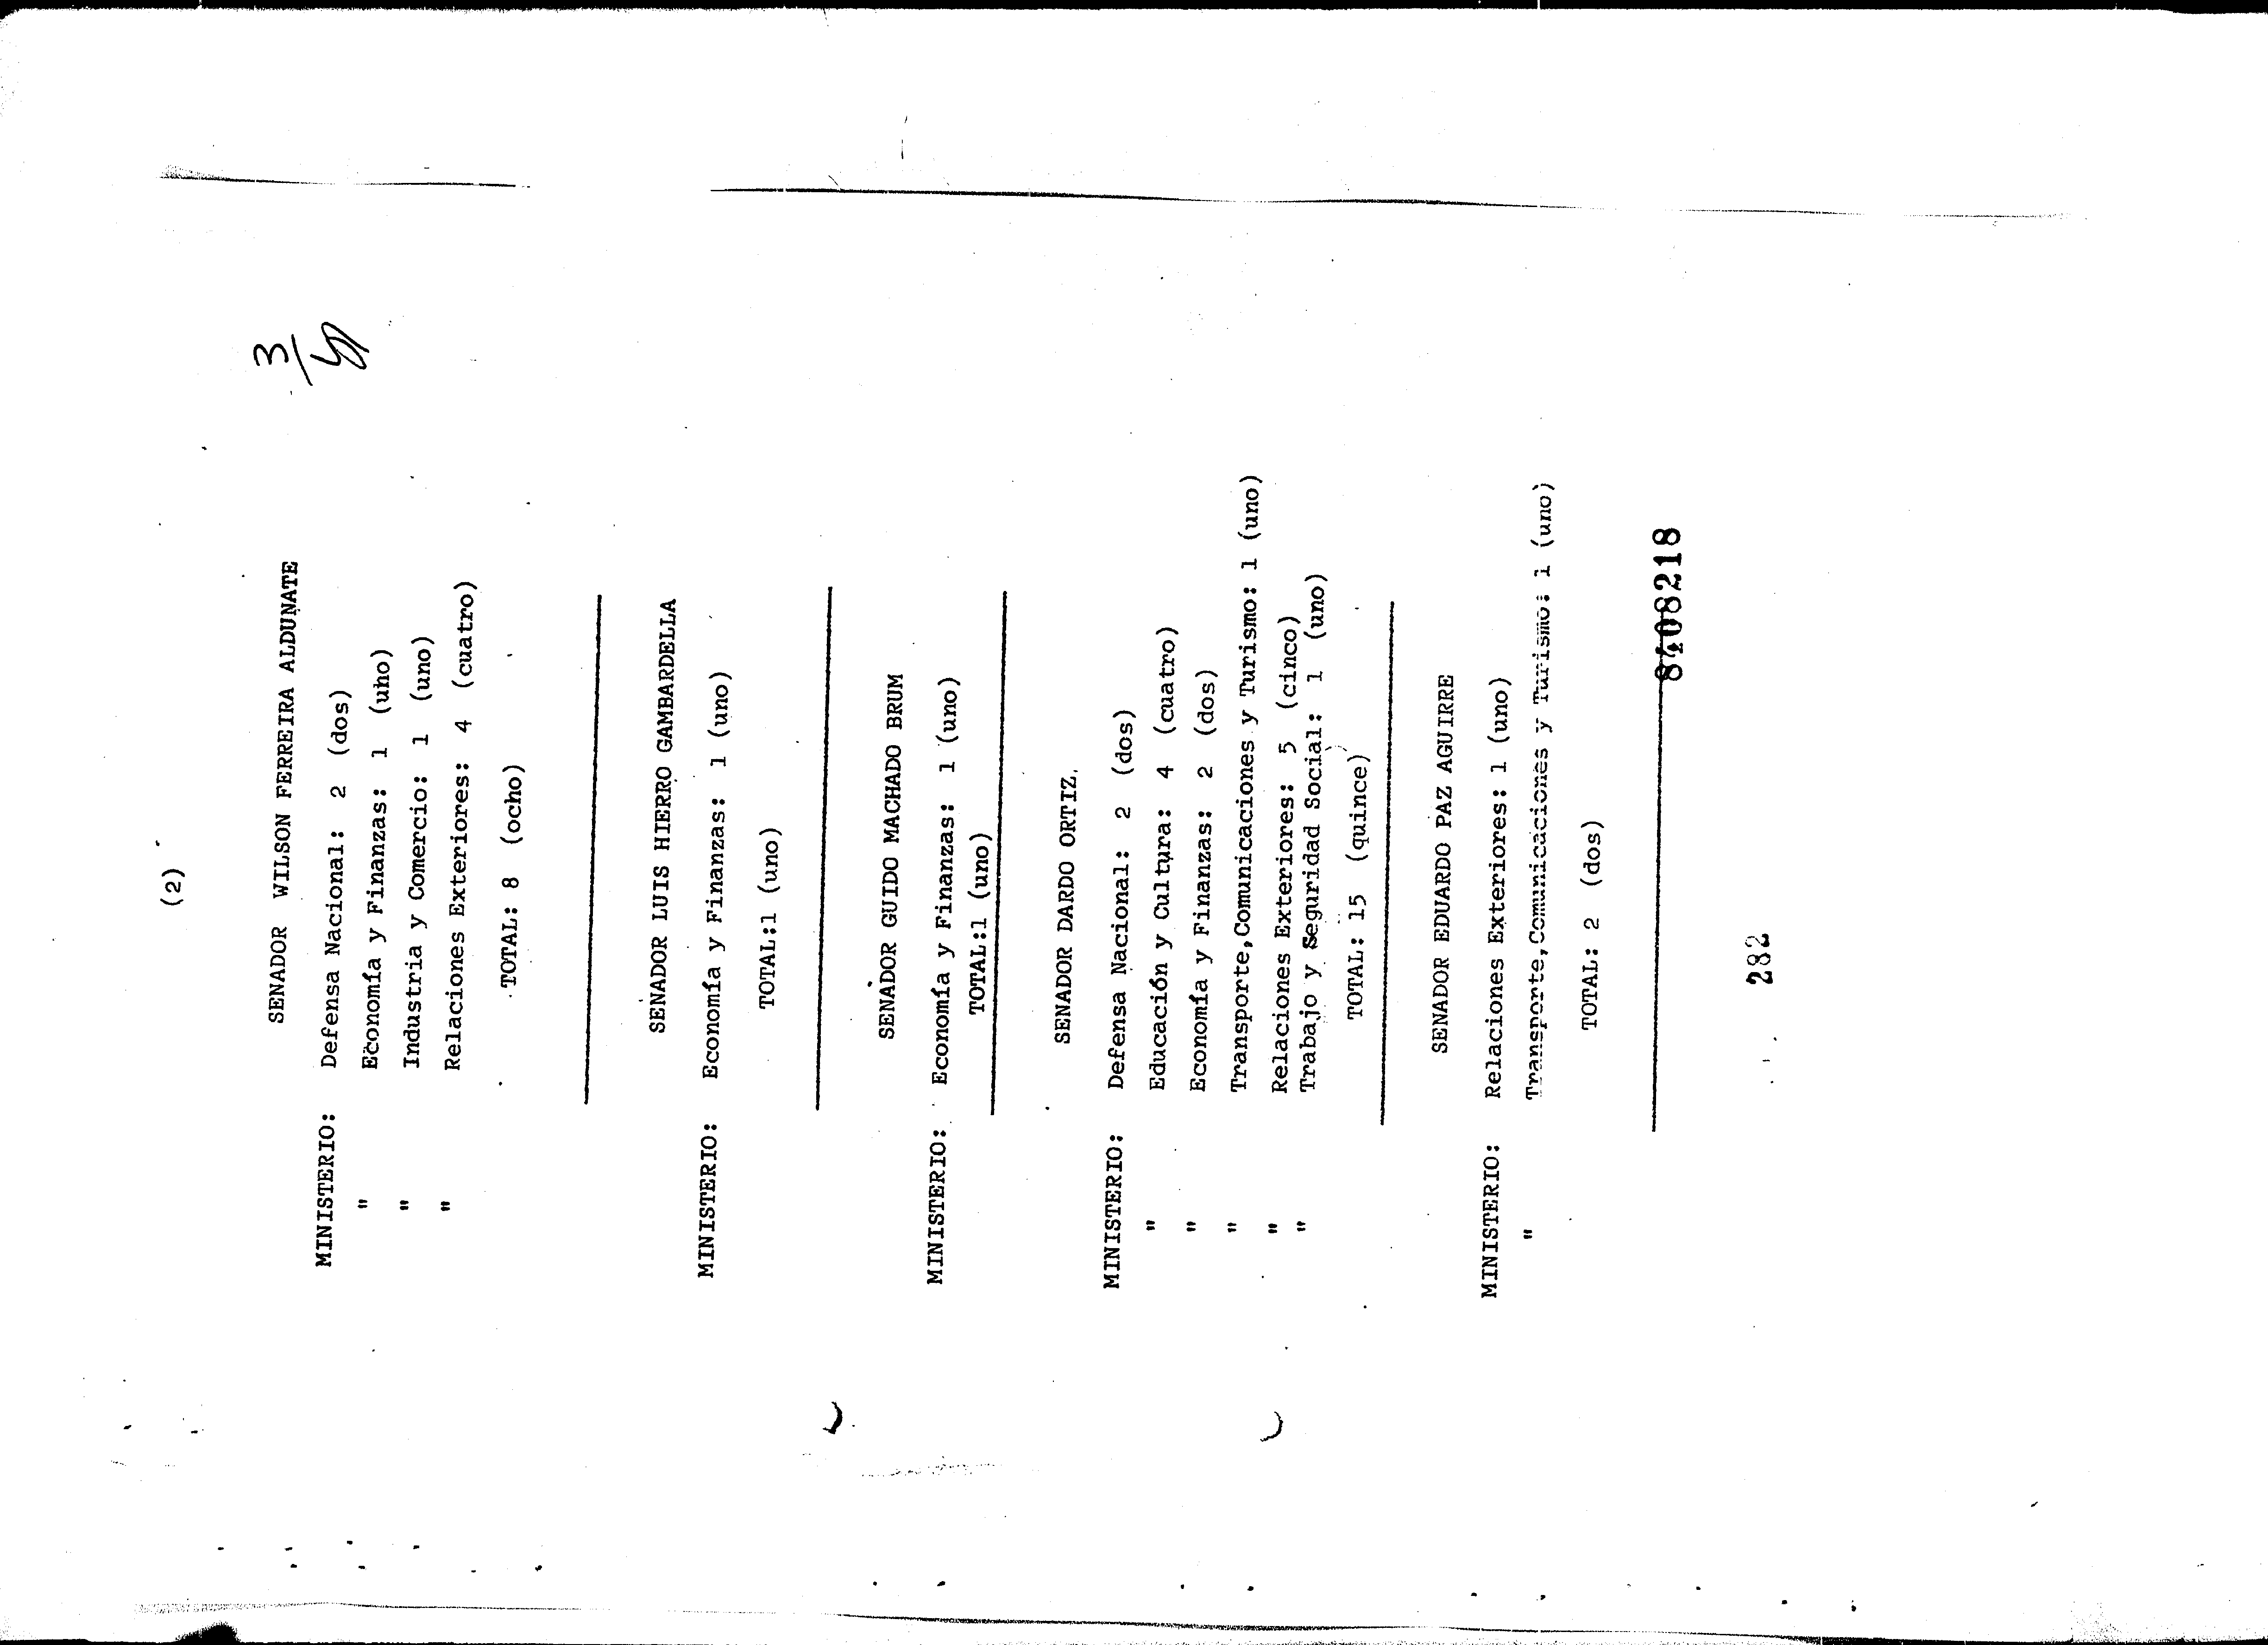 (2)
3/
SENADOR WILSON FERREIRA ALDUNATE
MINISTERIO: Defensa Nacional: 2 (dos)
" Economía y Finanzas: 1 (uno)
" Industria y Comercio: 1 (uno)
" Relaciones Exteriores: 4 (cuatro)
TOTAL: 8 (ocho)
SENADOR LUIS HIERRO GAMBARDELLA
MINISTERIO: Economía y Finanzas: 1 (uno)
TOTAL:1 (uno)
SENADOR GUIDO MACHADO BRUM
MINISTERIO: Economía y Finanzas: 1 (uno)
TOTAL:1 (uno)
SENADOR DARDO ORTIZ
MINISTERIO: Defensa Nacional: 2 (dos)
" Educación y Cultura: 4 (cuatro)
" Economía y Finanzas: 2 (dos)
" Transporte,Comunicaciones y Turismo: 1 (uno)
" Relaciones Exteriores: 5 (cinco)
" Trabajo y Seguridad Social: 1 (uno)
TOTAL: 15 (quince)
SENADOR EDUARDO PAZ AGUIRRE
MINISTERIO: Relaciones Exteriores: 1 (uno)
" Transporte,Comunicaciones y Turismo: 1 (uno)
TOTAL: 2 (dos)
8408218
282